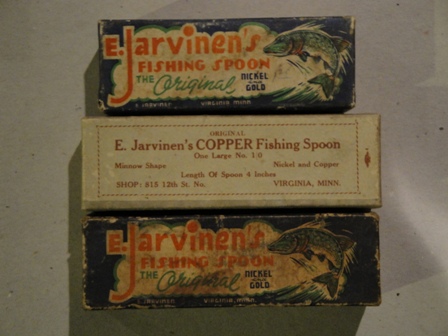 E. Jarvinen's
FISHING SPOON
THE Original NICKEL
GOLD
E. JARVINEN VIRGINIA MINN.
ORIGINAL
E. Jarvinen's COPPER Fishing Spoon
One Large No. 1/0
Minnow Shape Nickel and Copper
Length Of Spoon 4 Inches
SHOP: 815 12th St. No. VIRGINIA, MINN.
E. Jarvinen's
FISHING SPOON
THE Original NICKEL
GOLD
E. JARVINEN VIRGINIA MINN.